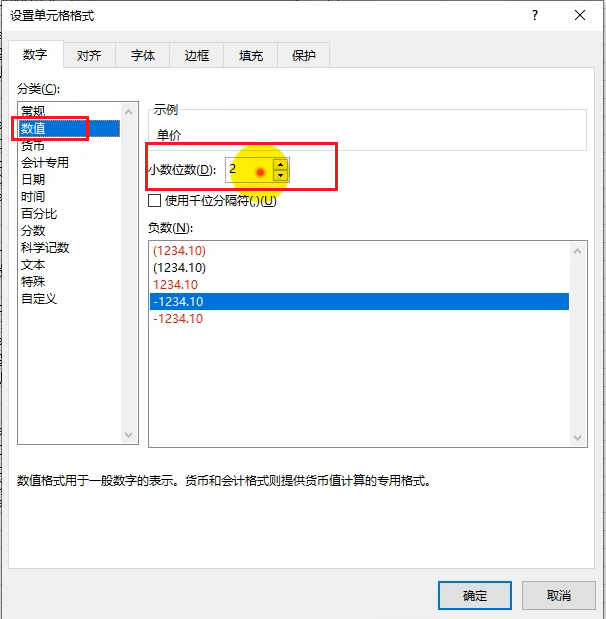 设置单元格格式 ?
数字 对齐 字体 边框 填充 保护
分类(C):
常规
数值
货币
会计专用
日期
时间
百分比
分数
科学记数
文本
特殊
自定义
示例
单价
小数位数(D): 2
使用千位分隔符(,)(U)
负数(N):
(1234.10)
(1234.10)
1234.10
-1234.10
-1234.10
数值格式用于一般数字的表示。货币和会计格式则提供货币值计算的专用格式。
确定 取消